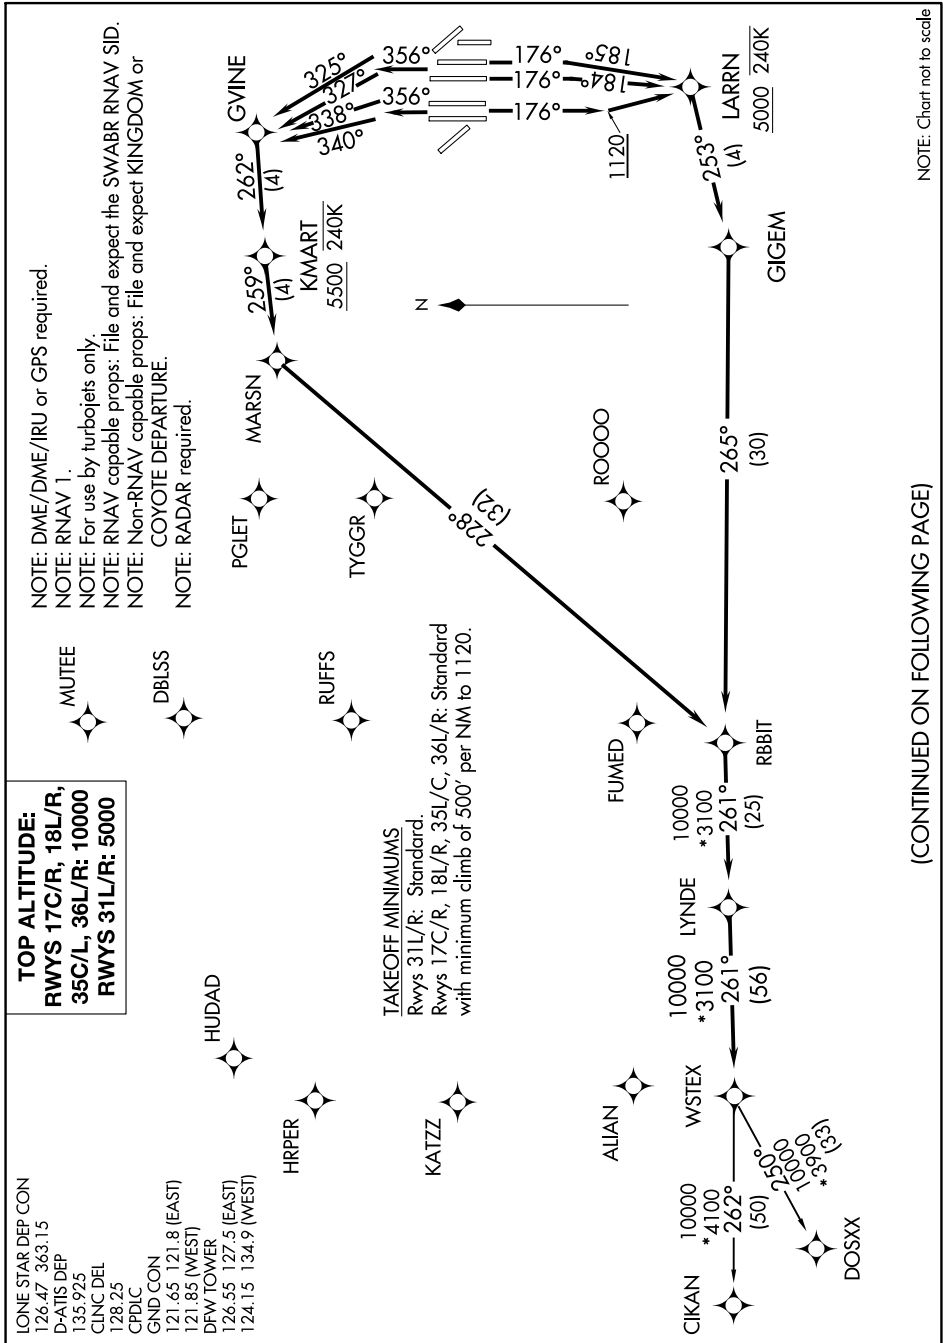 LONE STAR DEP CON
126.47 363.15
D-ATIS DEP
135.925
CLNC DEL
128.25
CPDLC
GND CON
121.65 121.8 (EAST)
121.85 (WEST)
DFW TOWER
126.55 127.5 (EAST)
124.15 134.9 (WEST)
TOP ALTITUDE:
RWYS 17C/R, 18L/R,
35C/L, 36L/R: 10000
RWYS 31L/R: 5000
NOTE: DME/DME/IRU or GPS required.
NOTE: RNAV 1.
NOTE: For use by turbojets only.
NOTE: RNAV capable props: File and expect the SWABR RNAV SID.
NOTE: Non-RNAV capable props: File and expect KINGDOM or
COYOTE DEPARTURE.
NOTE: RADAR required.
MUTEE
DBLSS
HUDAD
HRPER
KATZZ
ALIAN
RUFFS
FUMED
PGLET
TYGGR
ROOOO
TAKEOFF MINIMUMS
Rwys 31L/R: Standard.
Rwys 17C/R, 18L/R, 35L/C, 36L/R: Standard
with minimum climb of 500' per NM to 1120.
GVINE
325°
327°
338°
340°
356°
356°
262°
(4)
KMART
5500 240K
259°
(4)
MARSN
228°
(32)
N
176°
176°
176°
185°
184°
1120
LARRN
5000 240K
253°
(4)
GIGEM
265°
(30)
RBBIT
10000
*3100
261°
(25)
LYNDE
10000
*3100
261°
(56)
WSTEX
10000
*4100
262°
(50)
CIKAN
250°
10000
*3900
(33)
DOSXX
NOTE: Chart not to scale
(CONTINUED ON FOLLOWING PAGE)